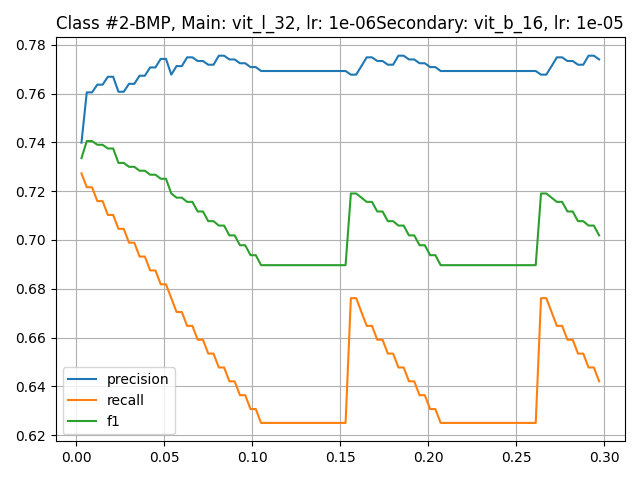 Class #2-BMP, Main: vit_l_32, lr: 1e-06Secondary: vit_b_16, lr: 1e-05
0.78
0.76
0.74
0.72
0.70
0.68
0.66
0.64
0.62
precision
recall
f1
0.00 0.05 0.10 0.15 0.20 0.25 0.30